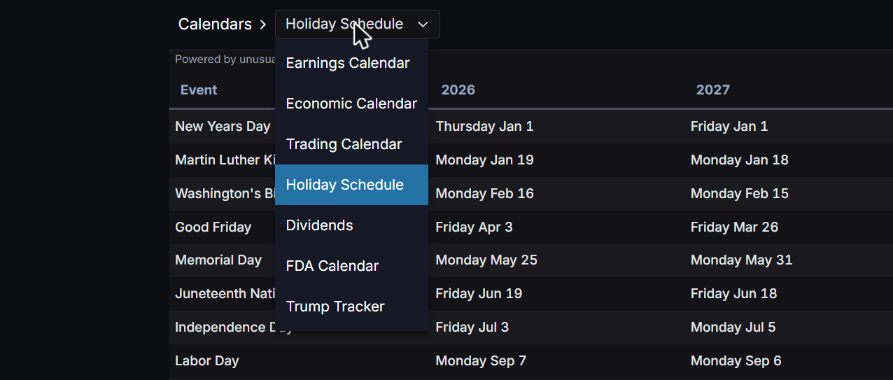 Calendars > Holiday Schedule
Powered by
Event 2026 2027
Earnings Calendar
Economic Calendar
Trading Calendar
Holiday Schedule
Dividends
FDA Calendar
Trump Tracker
New Years Day Thursday Jan 1 Friday Jan 1
Martin Luther Monday Jan 19 Monday Jan 18
Washington's Monday Feb 16 Monday Feb 15
Good Friday Friday Apr 3 Friday Mar 26
Memorial Day Monday May 25 Monday May 31
Juneteenth Friday Jun 19 Friday Jun 18
Independence Friday Jul 3 Monday Jul 5
Labor Day Monday Sep 7 Monday Sep 6